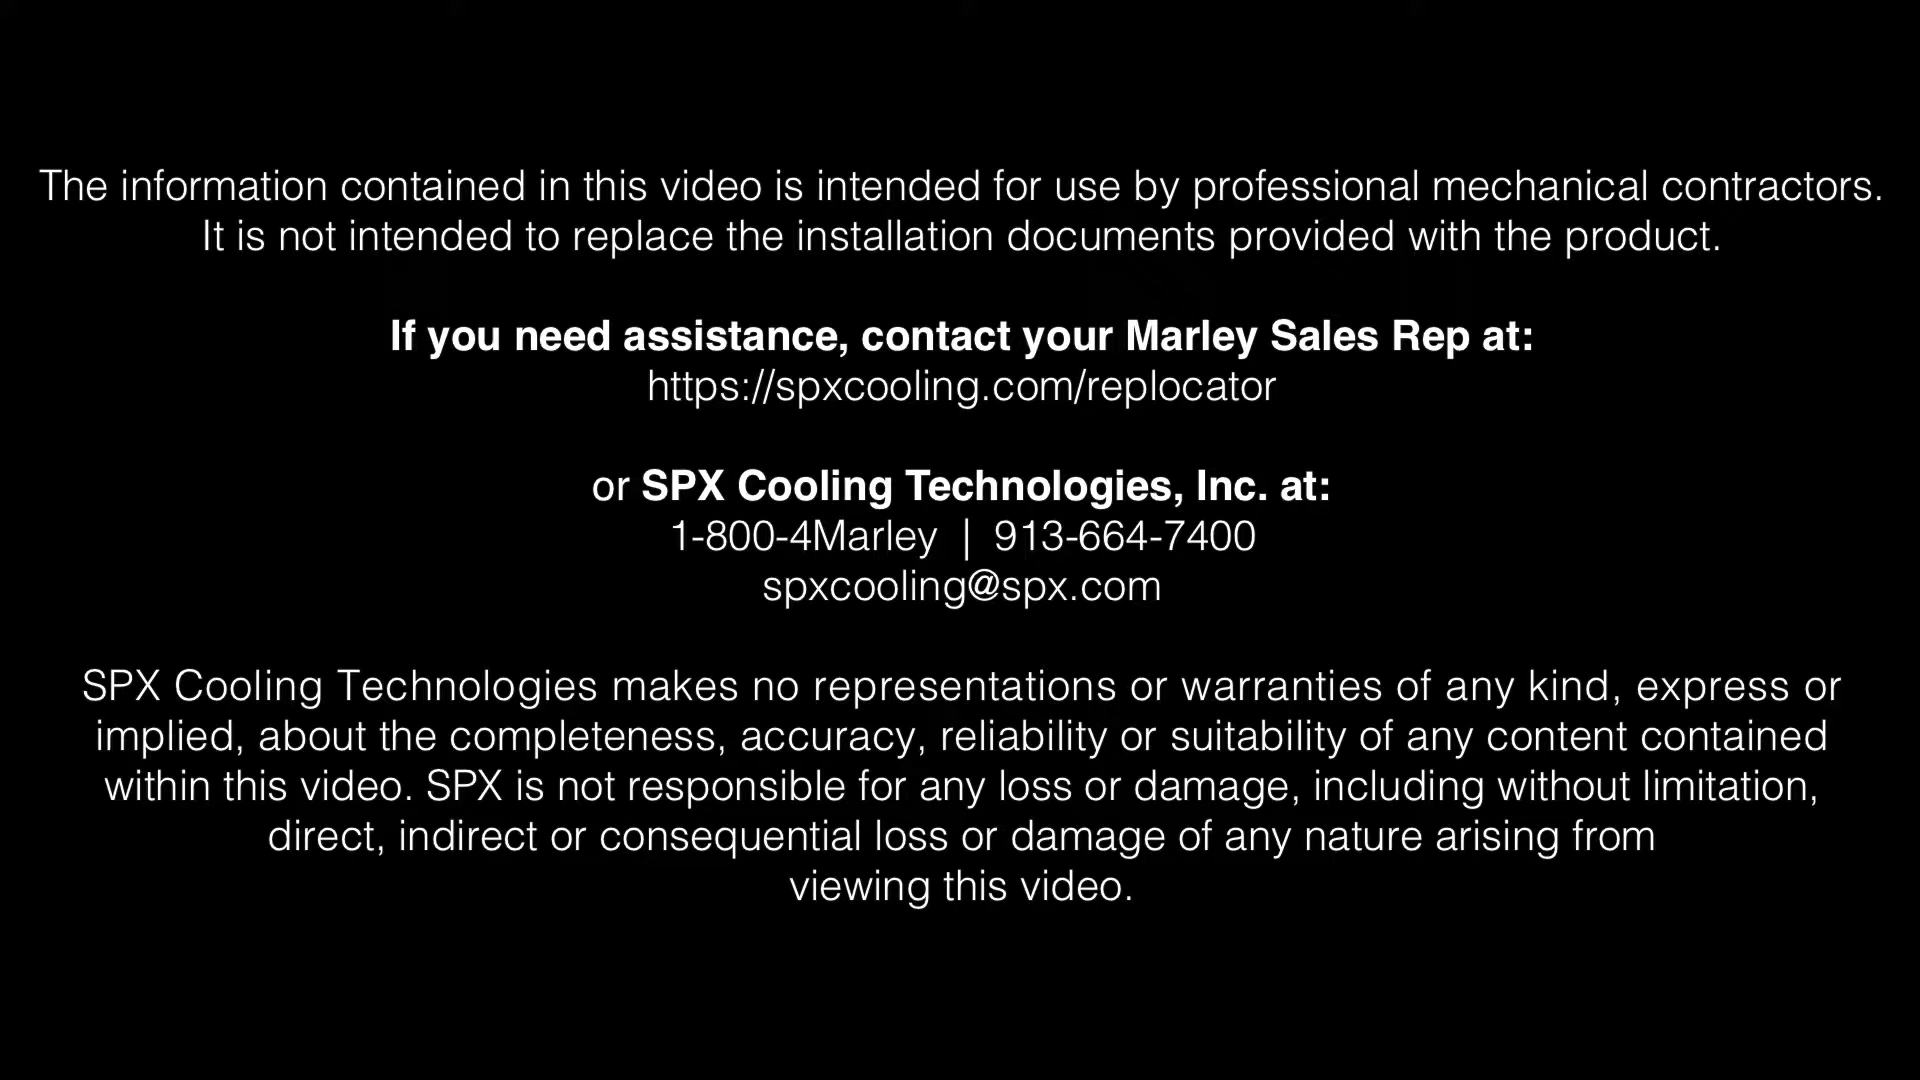 The information contained in this video is intended for use by professional mechanical contractors.
It is not intended to replace the installation documents provided with the product.
If you need assistance, contact your Marley Sales Rep at:
https://spxcooling.com/replocator
or SPX Cooling Technologies, Inc. at:
1-800-4Marley | 913-664-7400
spxcooling@spx.com
SPX Cooling Technologies makes no representations or warranties of any kind, express or
implied, about the completeness, accuracy, reliability or suitability of any content contained
within this video. SPX is not responsible for any loss or damage, including without limitation,
direct, indirect or consequential loss or damage of any nature arising from
viewing this video.